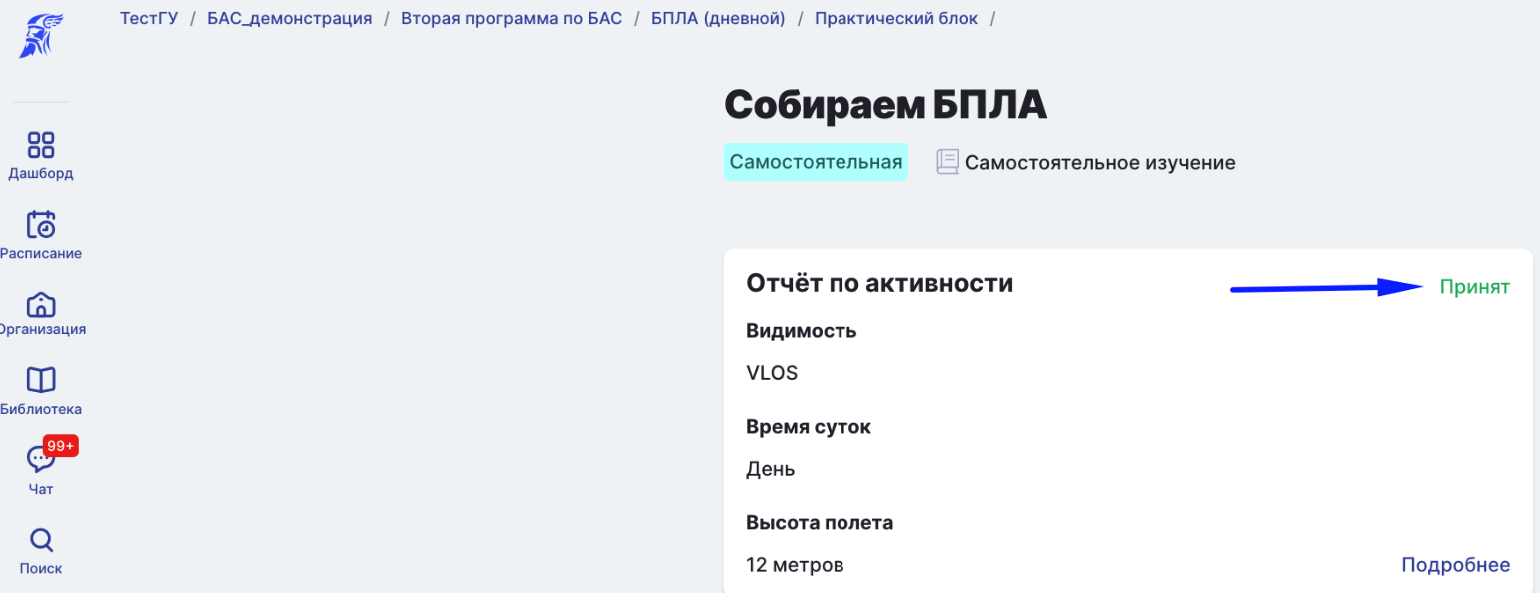 ТестГУ / БАС_демонстрация / Вторая программа по БАС / БПЛА (дневной) / Практический блок /
Дашборд
Расписание
Организация
Библиотека
99+
Чат
Поиск
Собираем БПЛА
Самостоятельная Самостоятельное изучение
Отчёт по активности Принят
Видимость
VLOS
Время суток
День
Высота полета
12 метров Подробнее